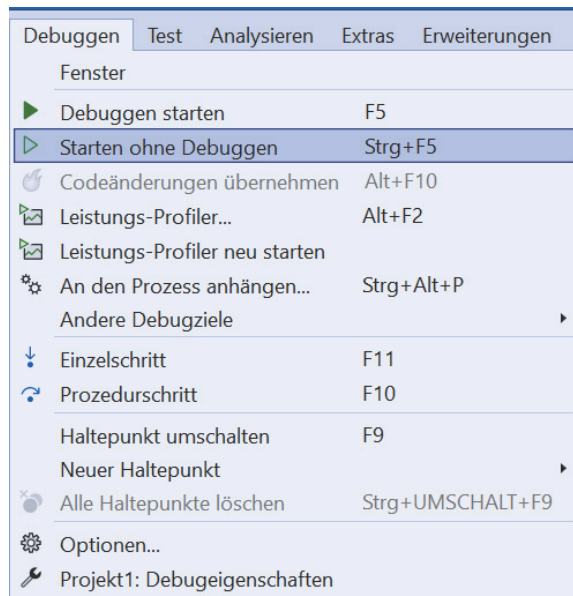 Debuggen Test Analysieren Extras Erweiterungen
Fenster
Debuggen starten F5
Starten ohne Debuggen Strg+F5
Codeänderungen übernehmen Alt+F10
Leistungs-Profiler... Alt+F2
Leistungs-Profiler neu starten
An den Prozess anhängen... Strg+Alt+P
Andere Debugziele
Einzelschritt F11
Prozedurschritt F10
Haltepunkt umschalten F9
Neuer Haltepunkt
Alle Haltepunkte löschen Strg+UMSCHALT+F9
Optionen...
Projekt1: Debugeigenschaften